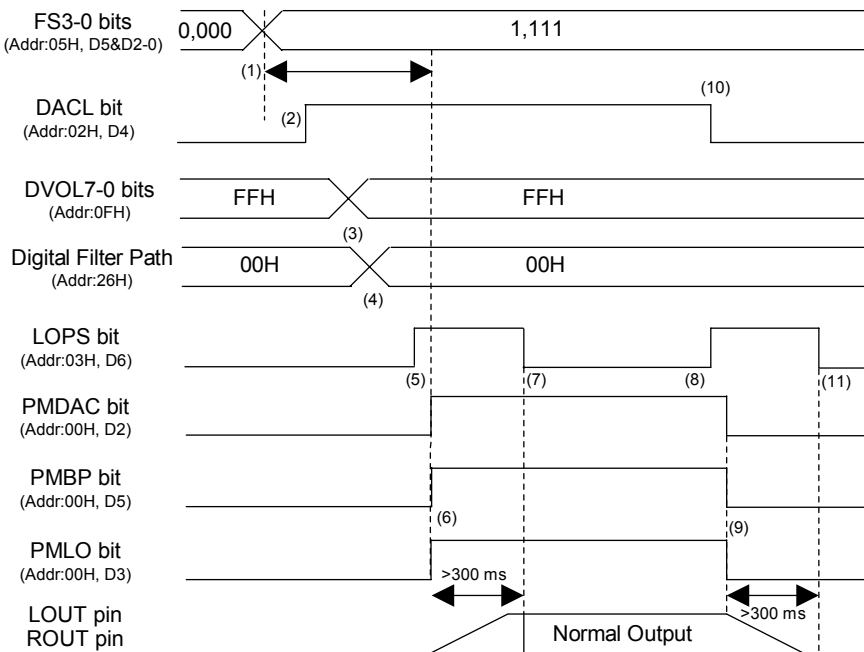 FS3-0 bits
(Addr:05H, D5&D2-0)
0,000
1,111
(1)
(10)
DACL bit
(Addr:02H, D4)
(2)
DVOL7-0 bits
(Addr:0FH)
FFH
FFH
(3)
Digital Filter Path
(Addr:26H)
00H
00H
(4)
LOPS bit
(Addr:03H, D6)
(5)
(7)
(8)
(11)
PMDAC bit
(Addr:00H, D2)
PMBP bit
(Addr:00H, D5)
(6)
(9)
PMLO bit
(Addr:00H, D3)
>300 ms
>300 ms
LOUT pin
ROUT pin
Normal Output